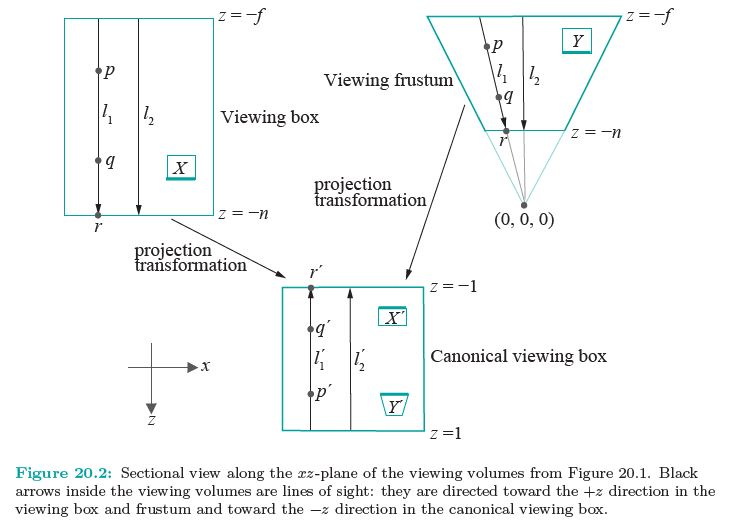 z = −f
p
l₁
l₂
q
X
Viewing box
z = −n
r
z = −f
Y
p
Viewing frustum
l₁
l₂
q
z = −n
r
(0, 0, 0)
projection
transformation
projection
transformation
r′
z = −1
X′
q′
l₁′
l₂′
Canonical viewing box
p′
Y′
z =1
x
z
Figure 20.2: Sectional view along the xz-plane of the viewing volumes from Figure 20.1. Black
arrows inside the viewing volumes are lines of sight: they are directed toward the +z direction in the
viewing box and frustum and toward the −z direction in the canonical viewing box.